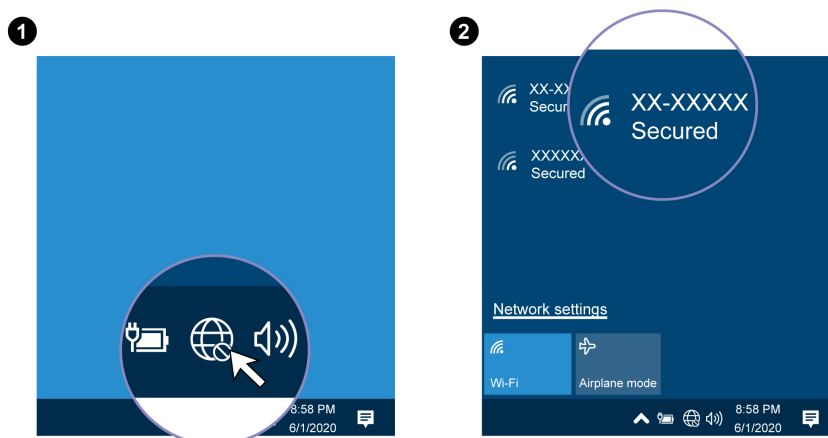 1
8:58 PM
6/1/2020
2
XX-XX
Secur
XX-XXXXX
Secured
XXXXXX
Secured
Network settings
Wi-Fi
Airplane mode
8:58 PM
6/1/2020